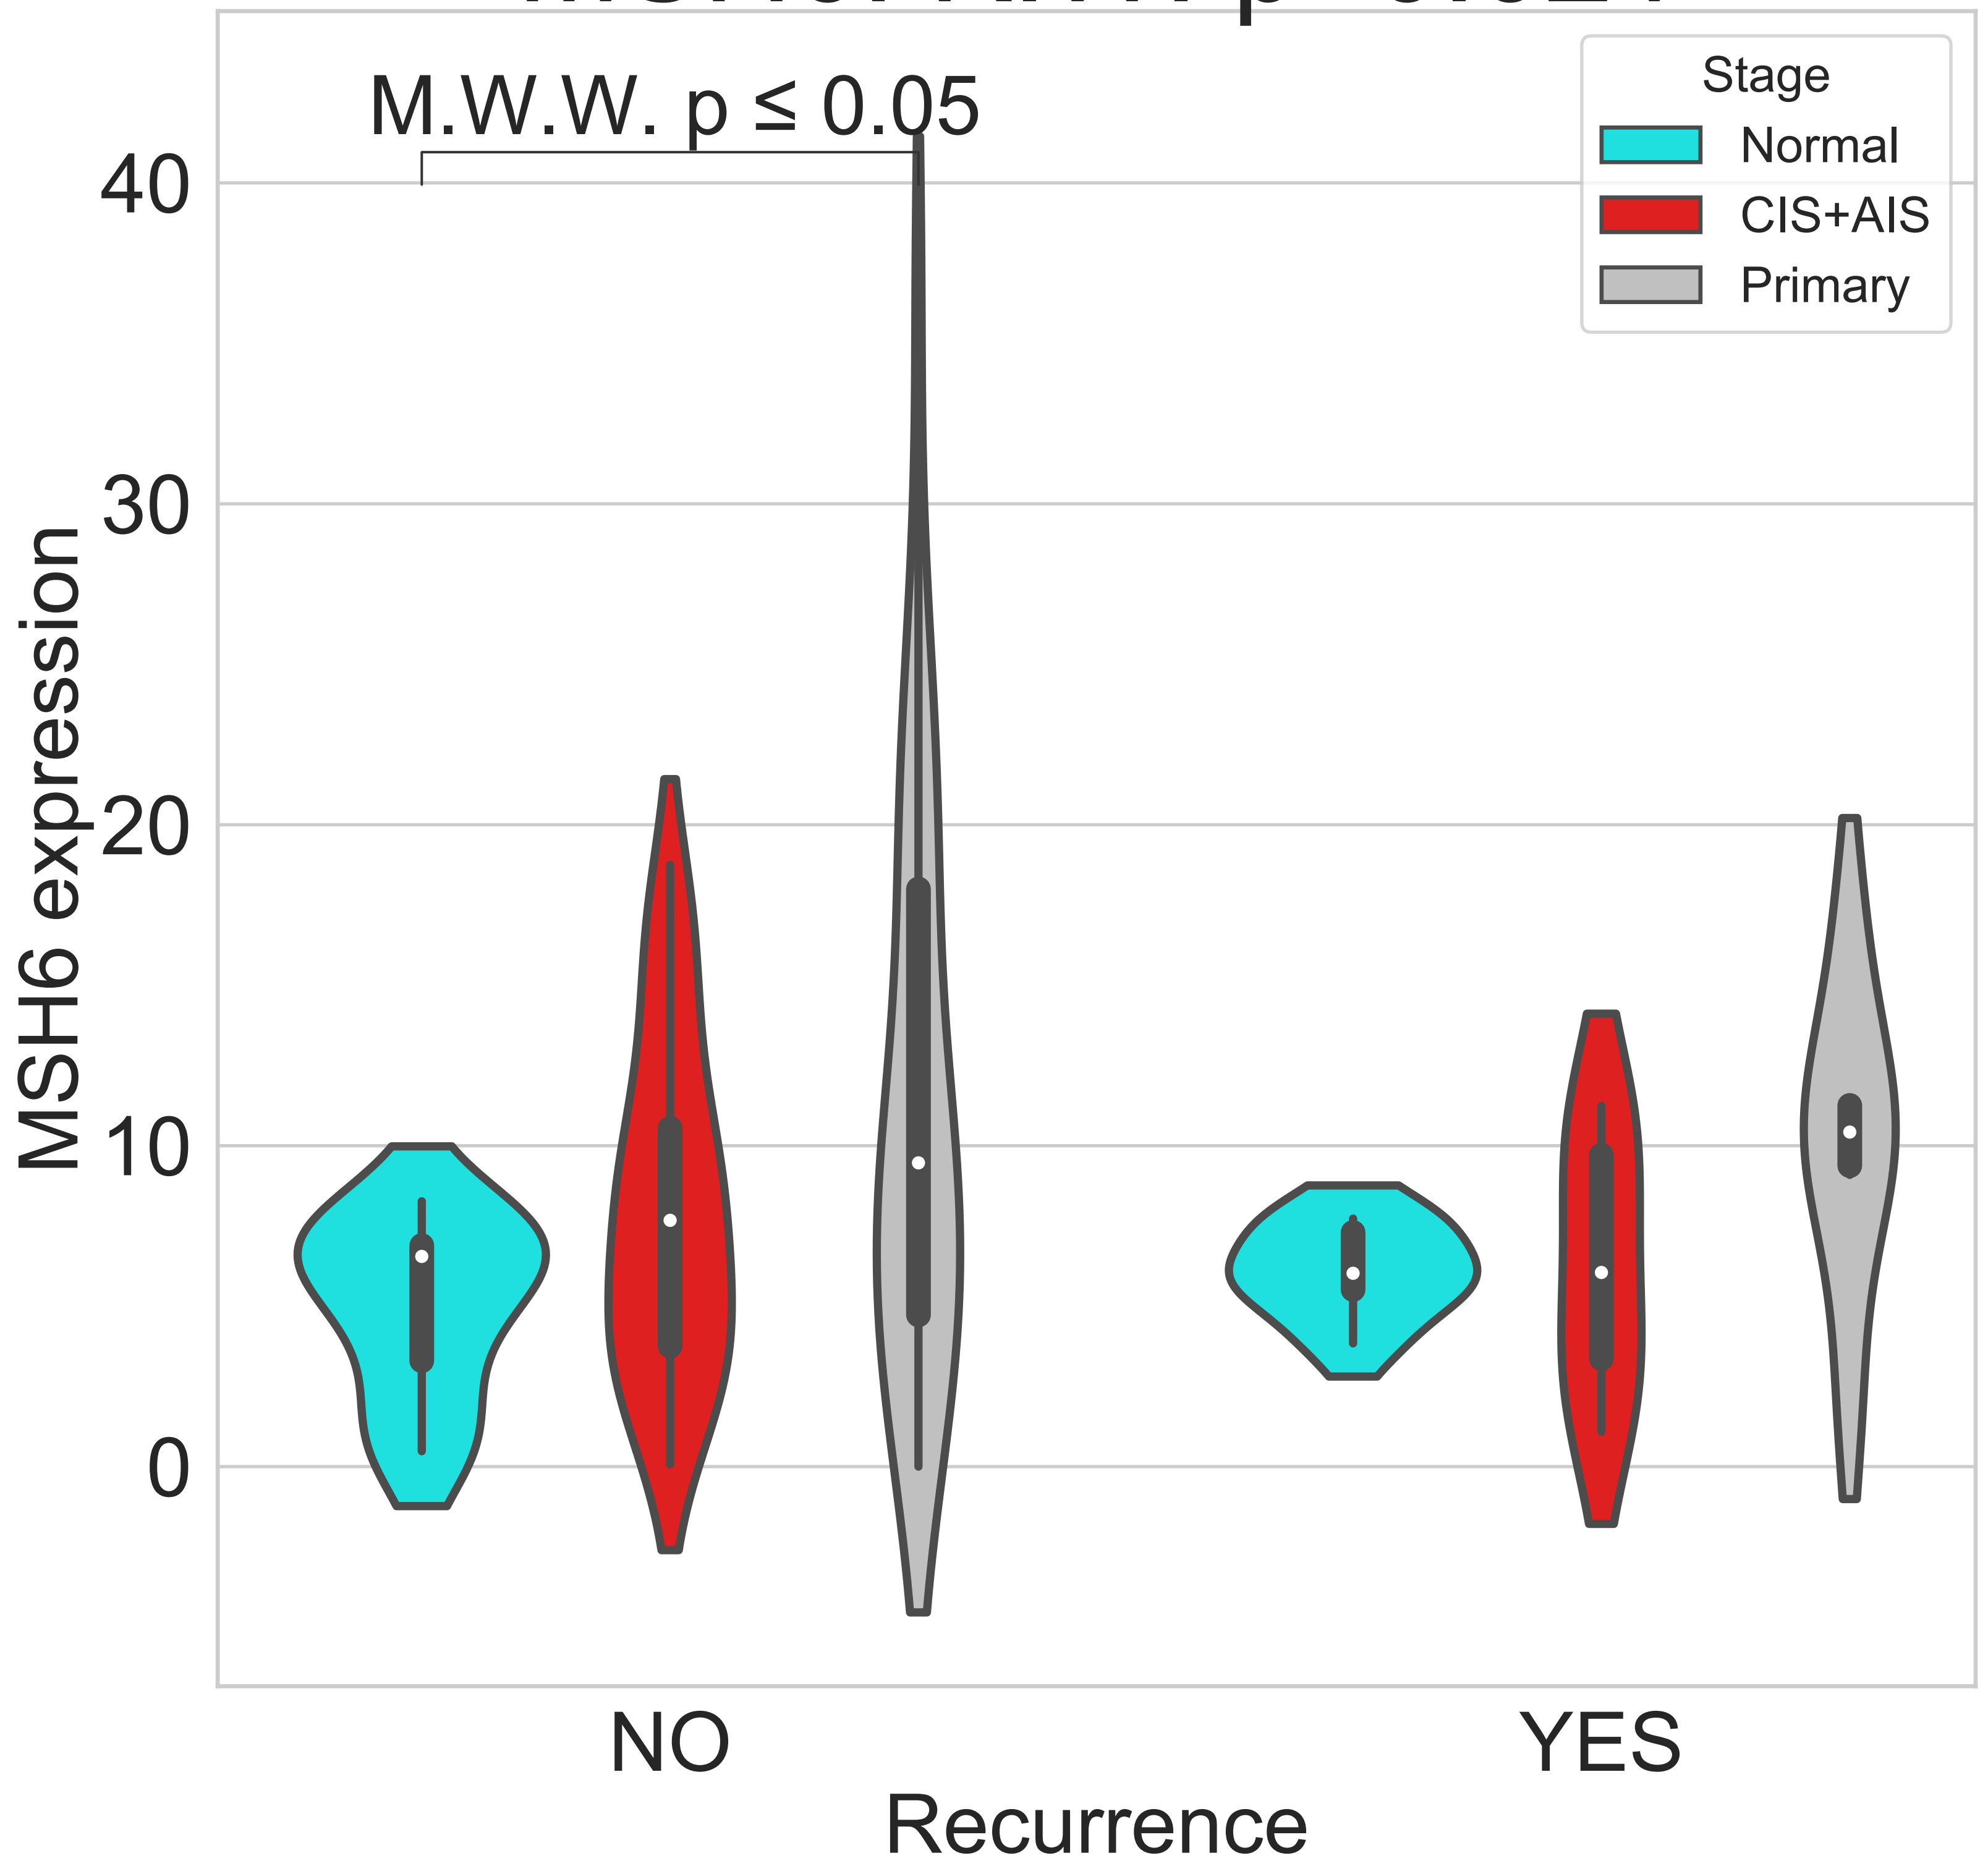 M.W.W. p ≤ 0.05
Stage
Normal
CIS+AIS
Primary
40
30
20
10
0
MSH6 expression
NO
YES
Recurrence